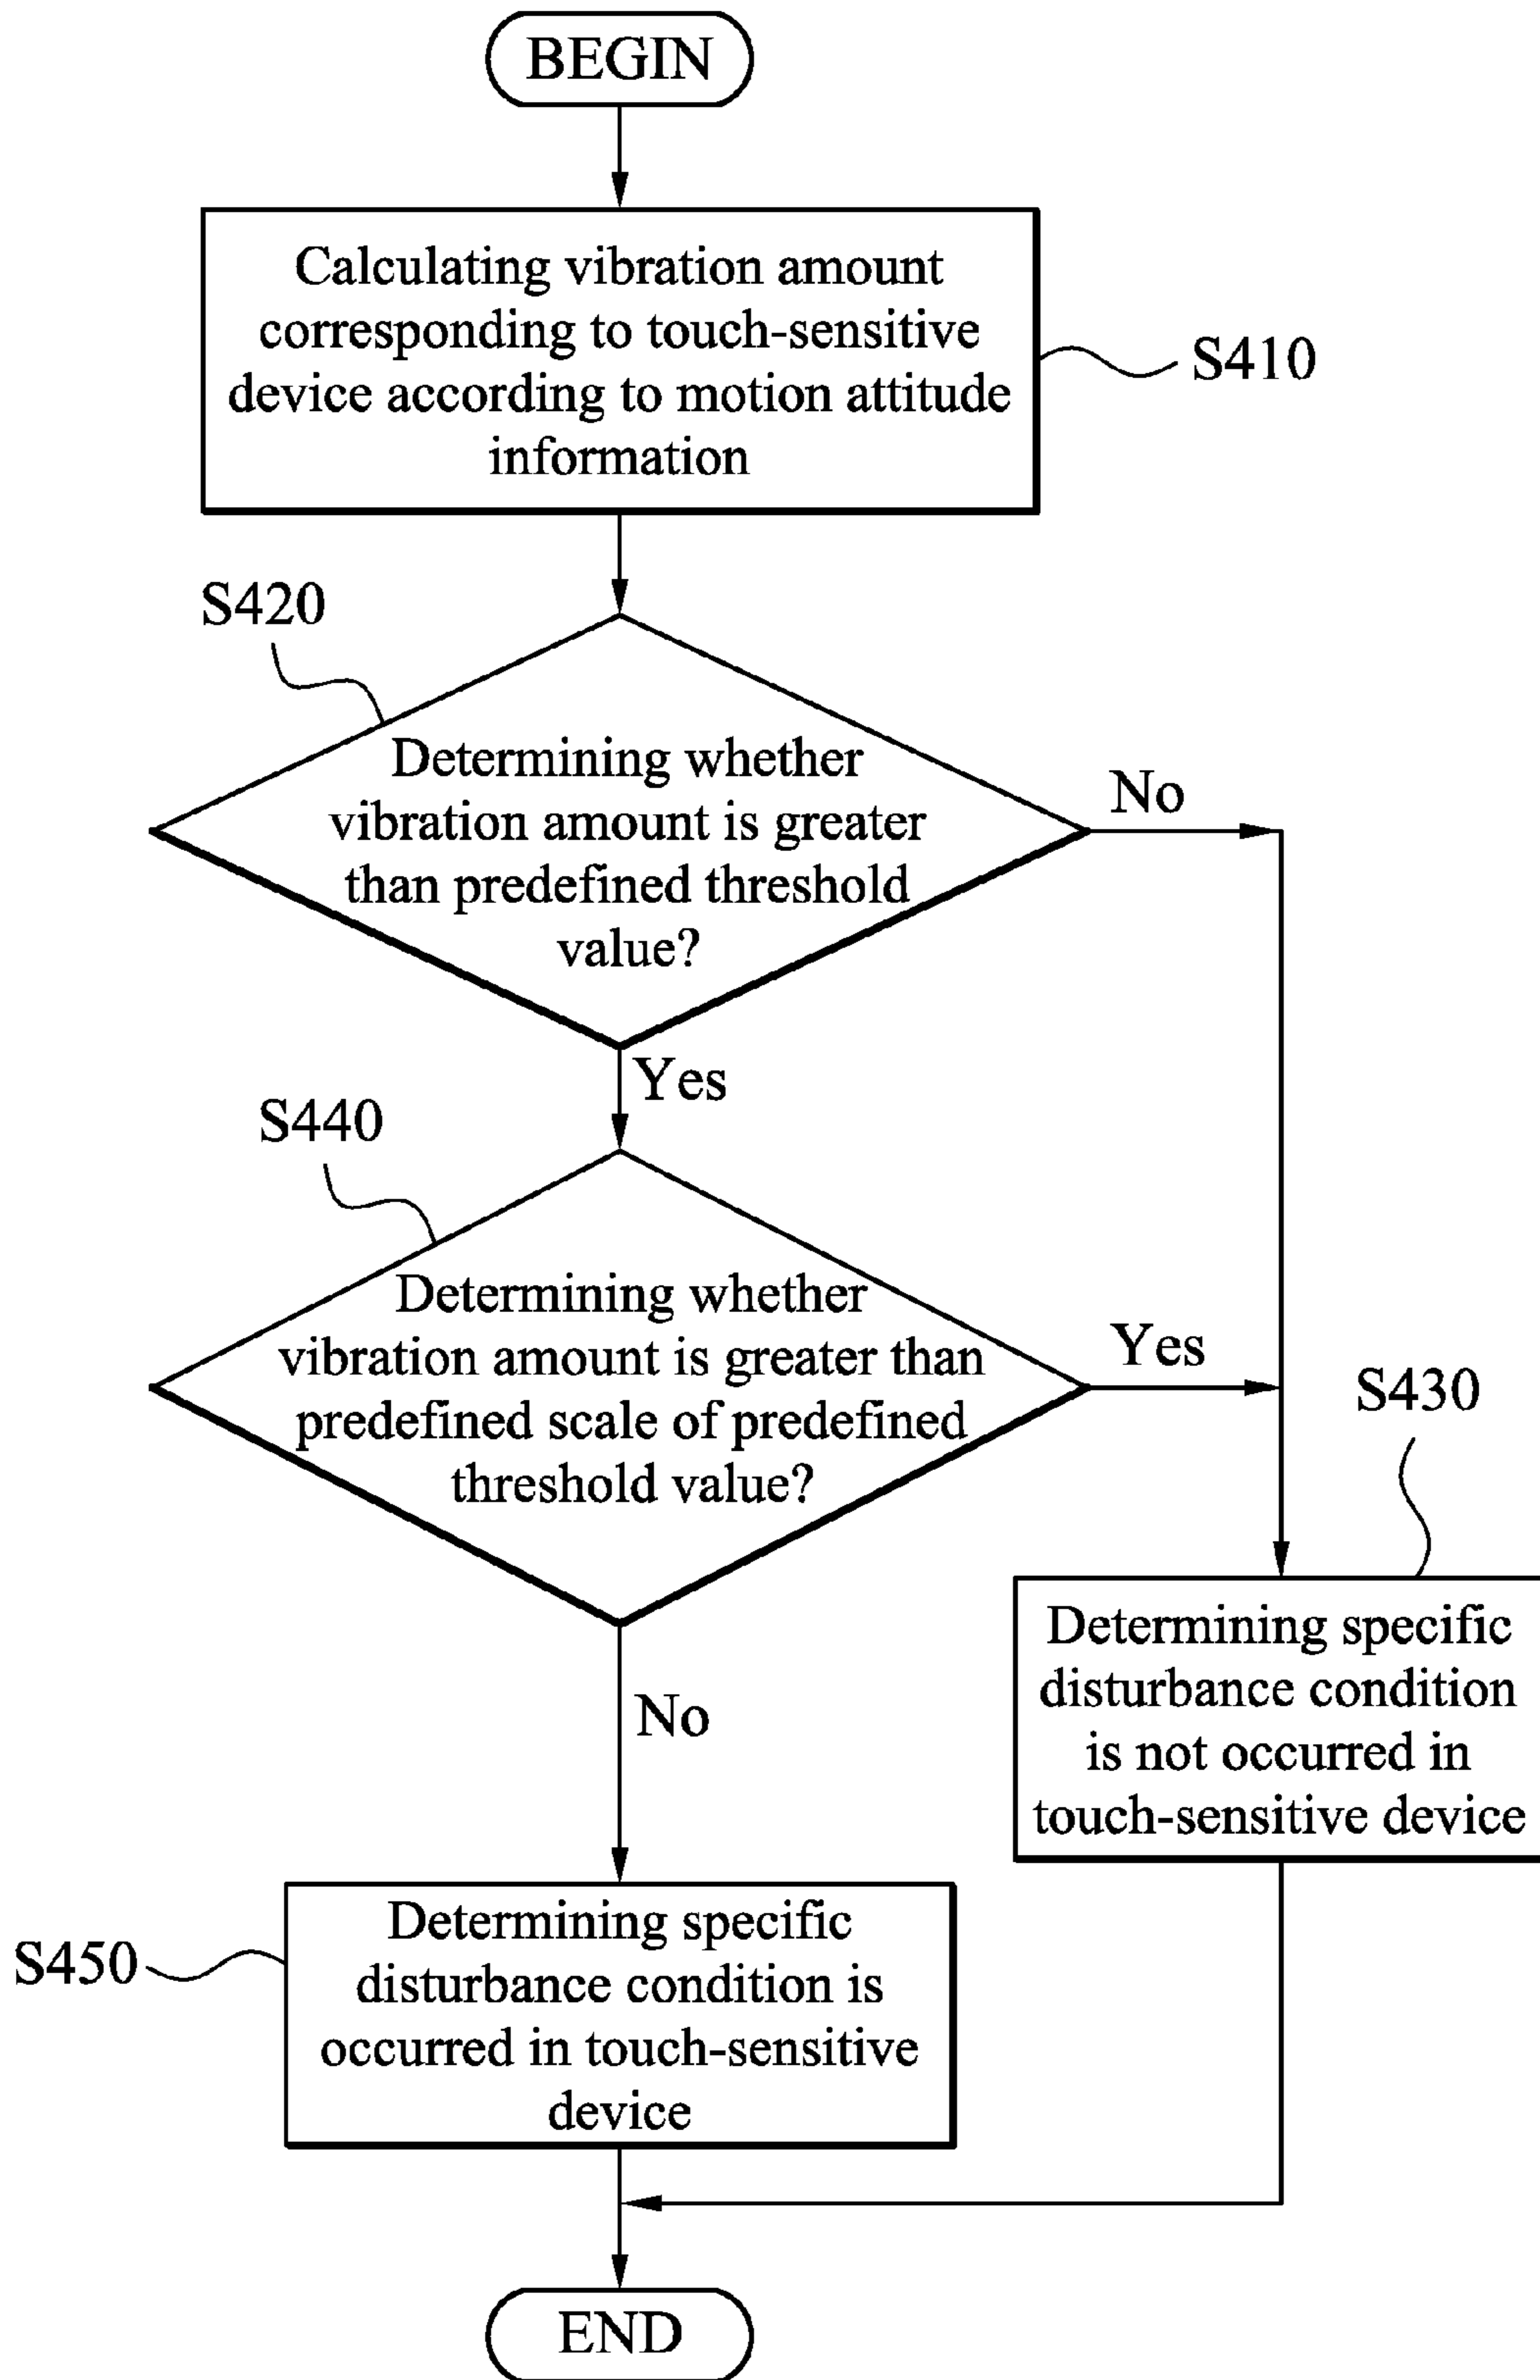 BEGIN
Calculating vibration amount
corresponding to touch-sensitive
device according to motion attitude
information
S410
S420
Determining whether
vibration amount is greater
than predefined threshold
value?
No
Yes
S440
Determining whether
vibration amount is greater than
predefined scale of predefined
threshold value?
Yes
S430
Determining specific
disturbance condition
is not occurred in
touch-sensitive device
No
S450
Determining specific
disturbance condition is
occurred in touch-sensitive
device
END